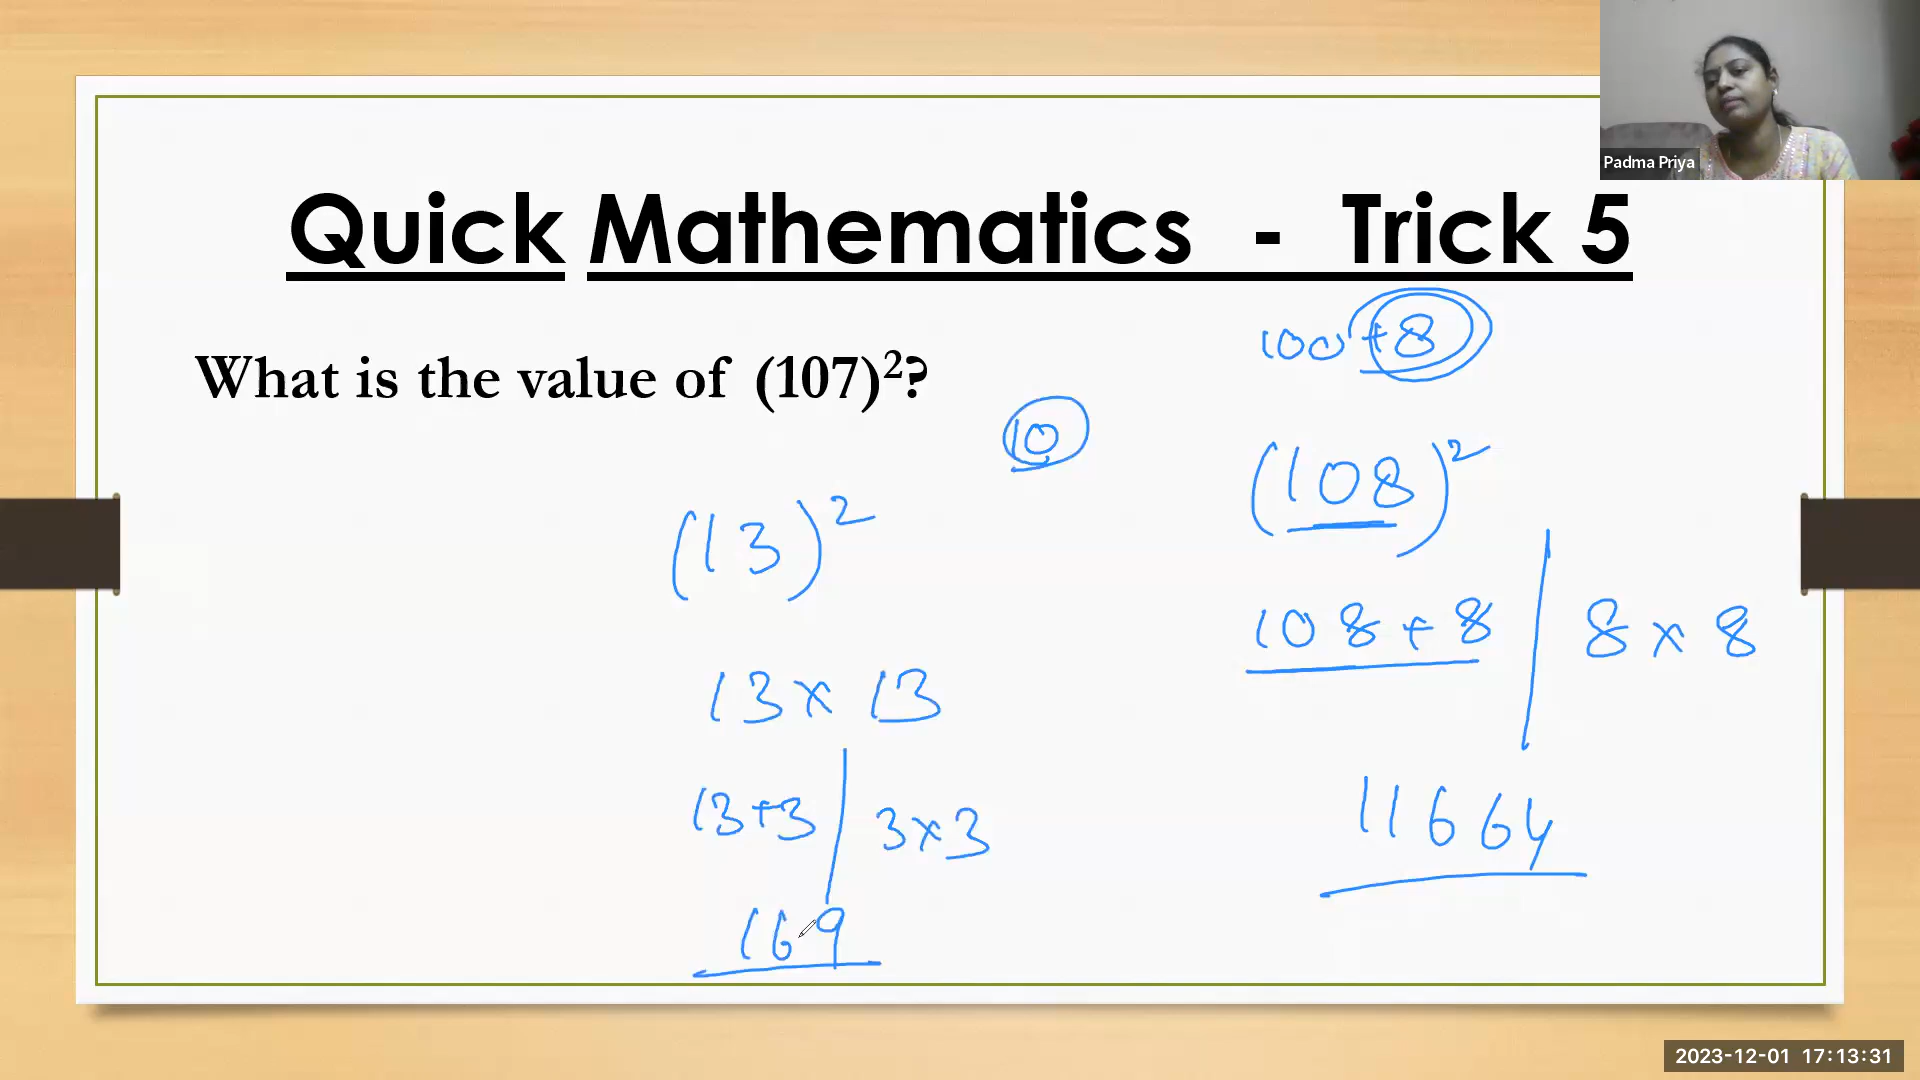 Padma Priya
Quick Mathematics - Trick 5
What is the value of (107)²?
100+8
10
(108)²
(13)²
108+8 | 8×8
13×13
13+3 | 3×3
11664
169
2023-12-01 17:13:31